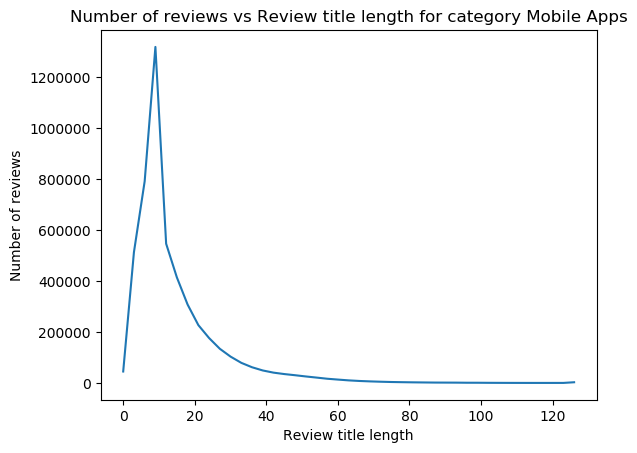 Number of reviews vs Review title length for category Mobile Apps
1200000
1000000
800000
600000
400000
200000
0
Number of reviews
0 20 40 60 80 100 120
Review title length